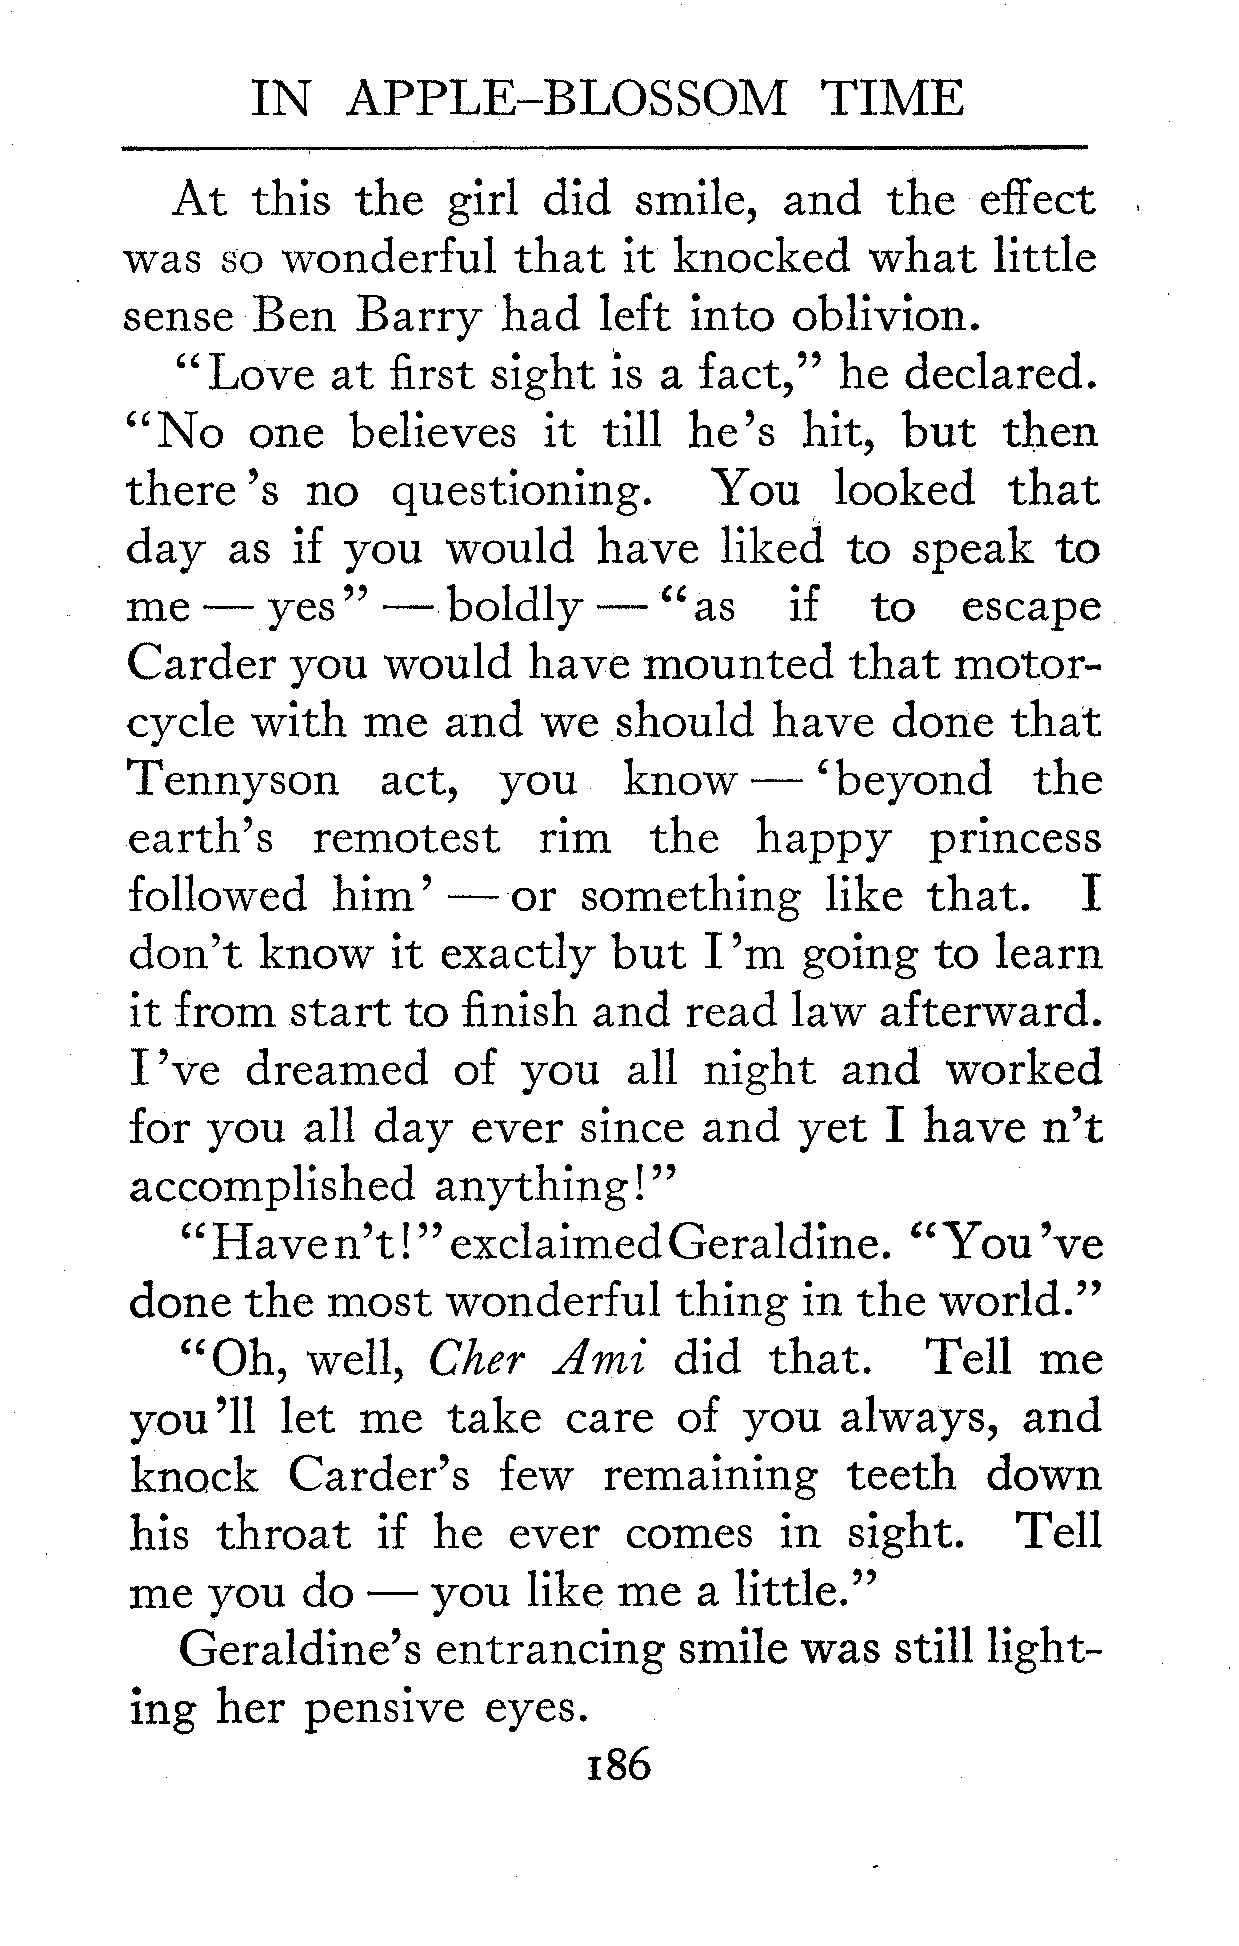 IN APPLE-BLOSSOM TIME
At this the girl did smile, and the effect
was so wonderful that it knocked what little
sense Ben Barry had left into oblivion.
“Love at first sight is a fact,” he declared.
“No one believes it till he’s hit, but then
there’s no questioning. You looked that
day as if you would have liked to speak to
me — yes” — boldly — “as if to escape
Carder you would have mounted that motor-
cycle with me and we should have done that
Tennyson act, you know — ‘beyond the
earth’s remotest rim the happy princess
followed him’ — or something like that. I
don’t know it exactly but I’m going to learn
it from start to finish and read law afterward.
I’ve dreamed of you all night and worked
for you all day ever since and yet I have n’t
accomplished anything!”
“Haven’t!” exclaimed Geraldine. “You’ve
done the most wonderful thing in the world.”
“Oh, well, Cher Ami did that. Tell me
you’ll let me take care of you always, and
knock Carder’s few remaining teeth down
his throat if he ever comes in sight. Tell
me you do — you like me a little.”
Geraldine’s entrancing smile was still light-
ing her pensive eyes.
186